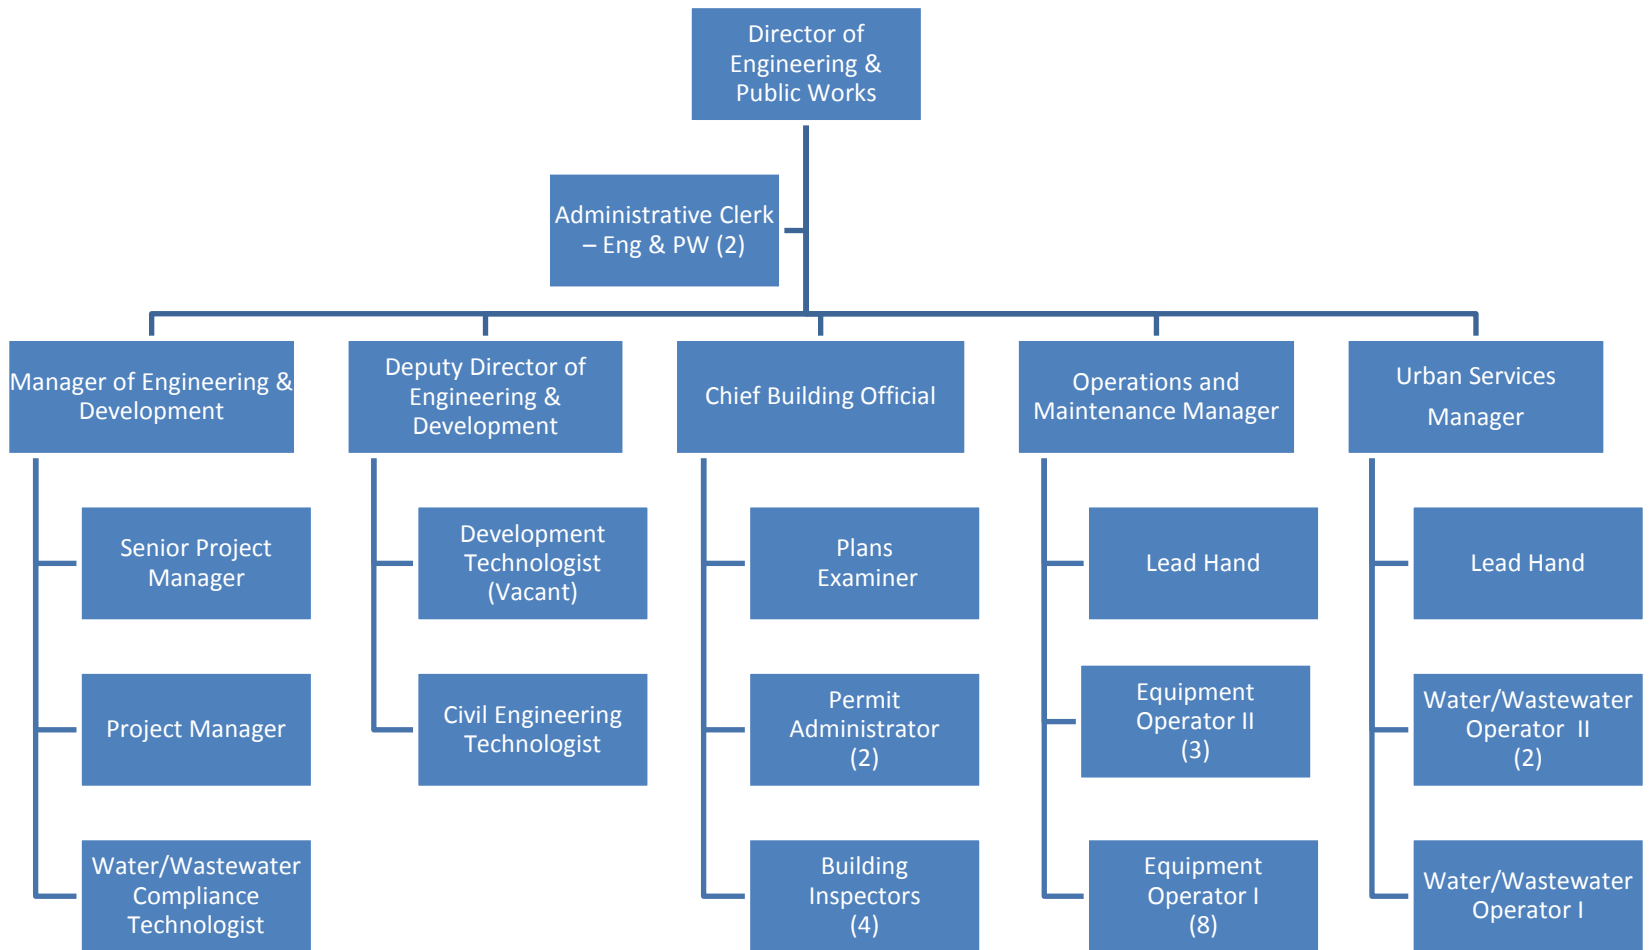 Director of
Engineering &
Public Works
Administrative Clerk
– Eng & PW (2)
Manager of Engineering &
Development
Deputy Director of
Engineering &
Development
Chief Building Official
Operations and
Maintenance Manager
Urban Services
Manager
Senior Project
Manager
Development
Technologist
(Vacant)
Plans
Examiner
Lead Hand
Lead Hand
Project Manager
Civil Engineering
Technologist
Permit
Administrator
(2)
Equipment
Operator II
(3)
Water/Wastewater
Operator II
(2)
Water/Wastewater
Compliance
Technologist
Building
Inspectors
(4)
Equipment
Operator I
(8)
Water/Wastewater
Operator I